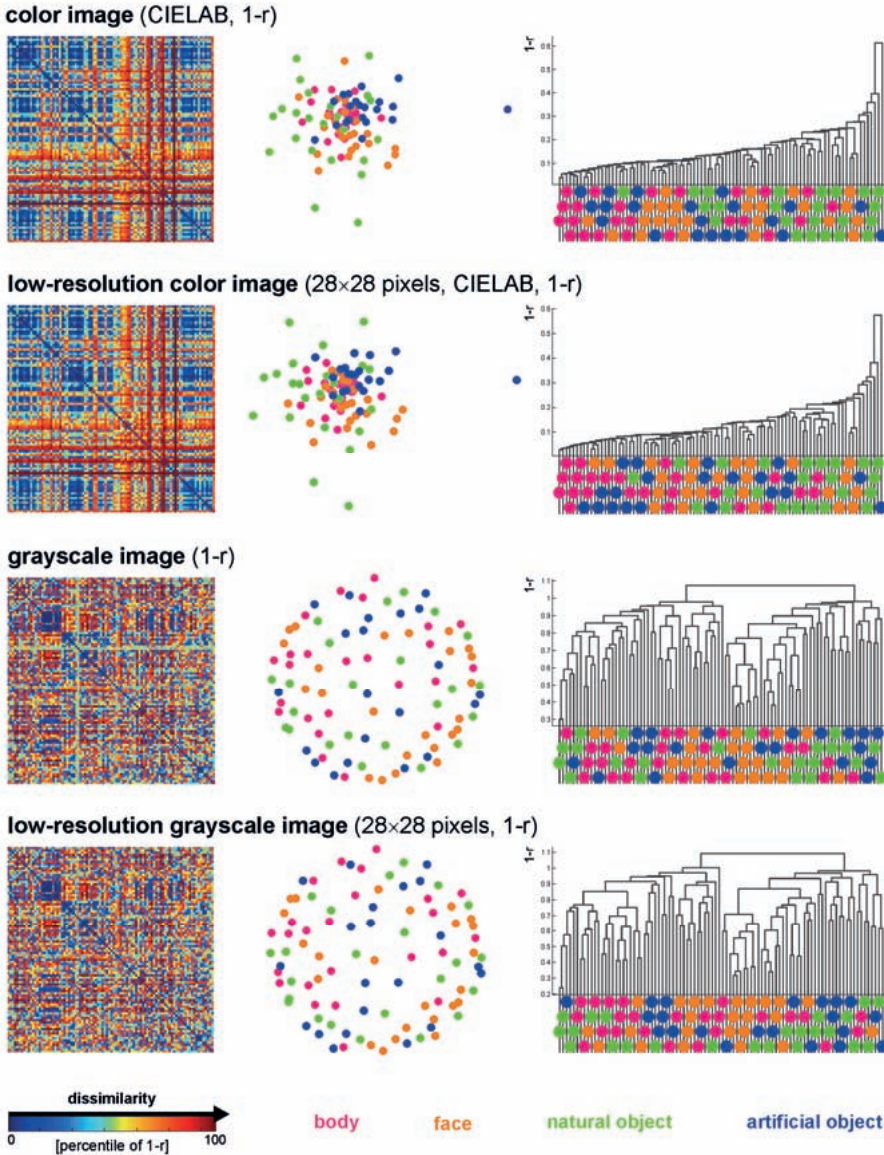 color image (CIELAB, 1-r)
1-r
0.6
0.5
0.4
0.3
0.2
0.1
low-resolution color image (28×28 pixels, CIELAB, 1-r)
1-r
0.6
0.5
0.4
0.3
0.2
0.1
grayscale image (1-r)
1-r
1.1
1
0.9
0.8
0.7
0.6
0.5
0.4
0.3
low-resolution grayscale image (28×28 pixels, 1-r)
1-r
1.1
1
0.9
0.8
0.7
0.6
0.5
0.4
0.3
0.2
dissimilarity
0 100
[percentile of 1-r]
body face natural object artificial object